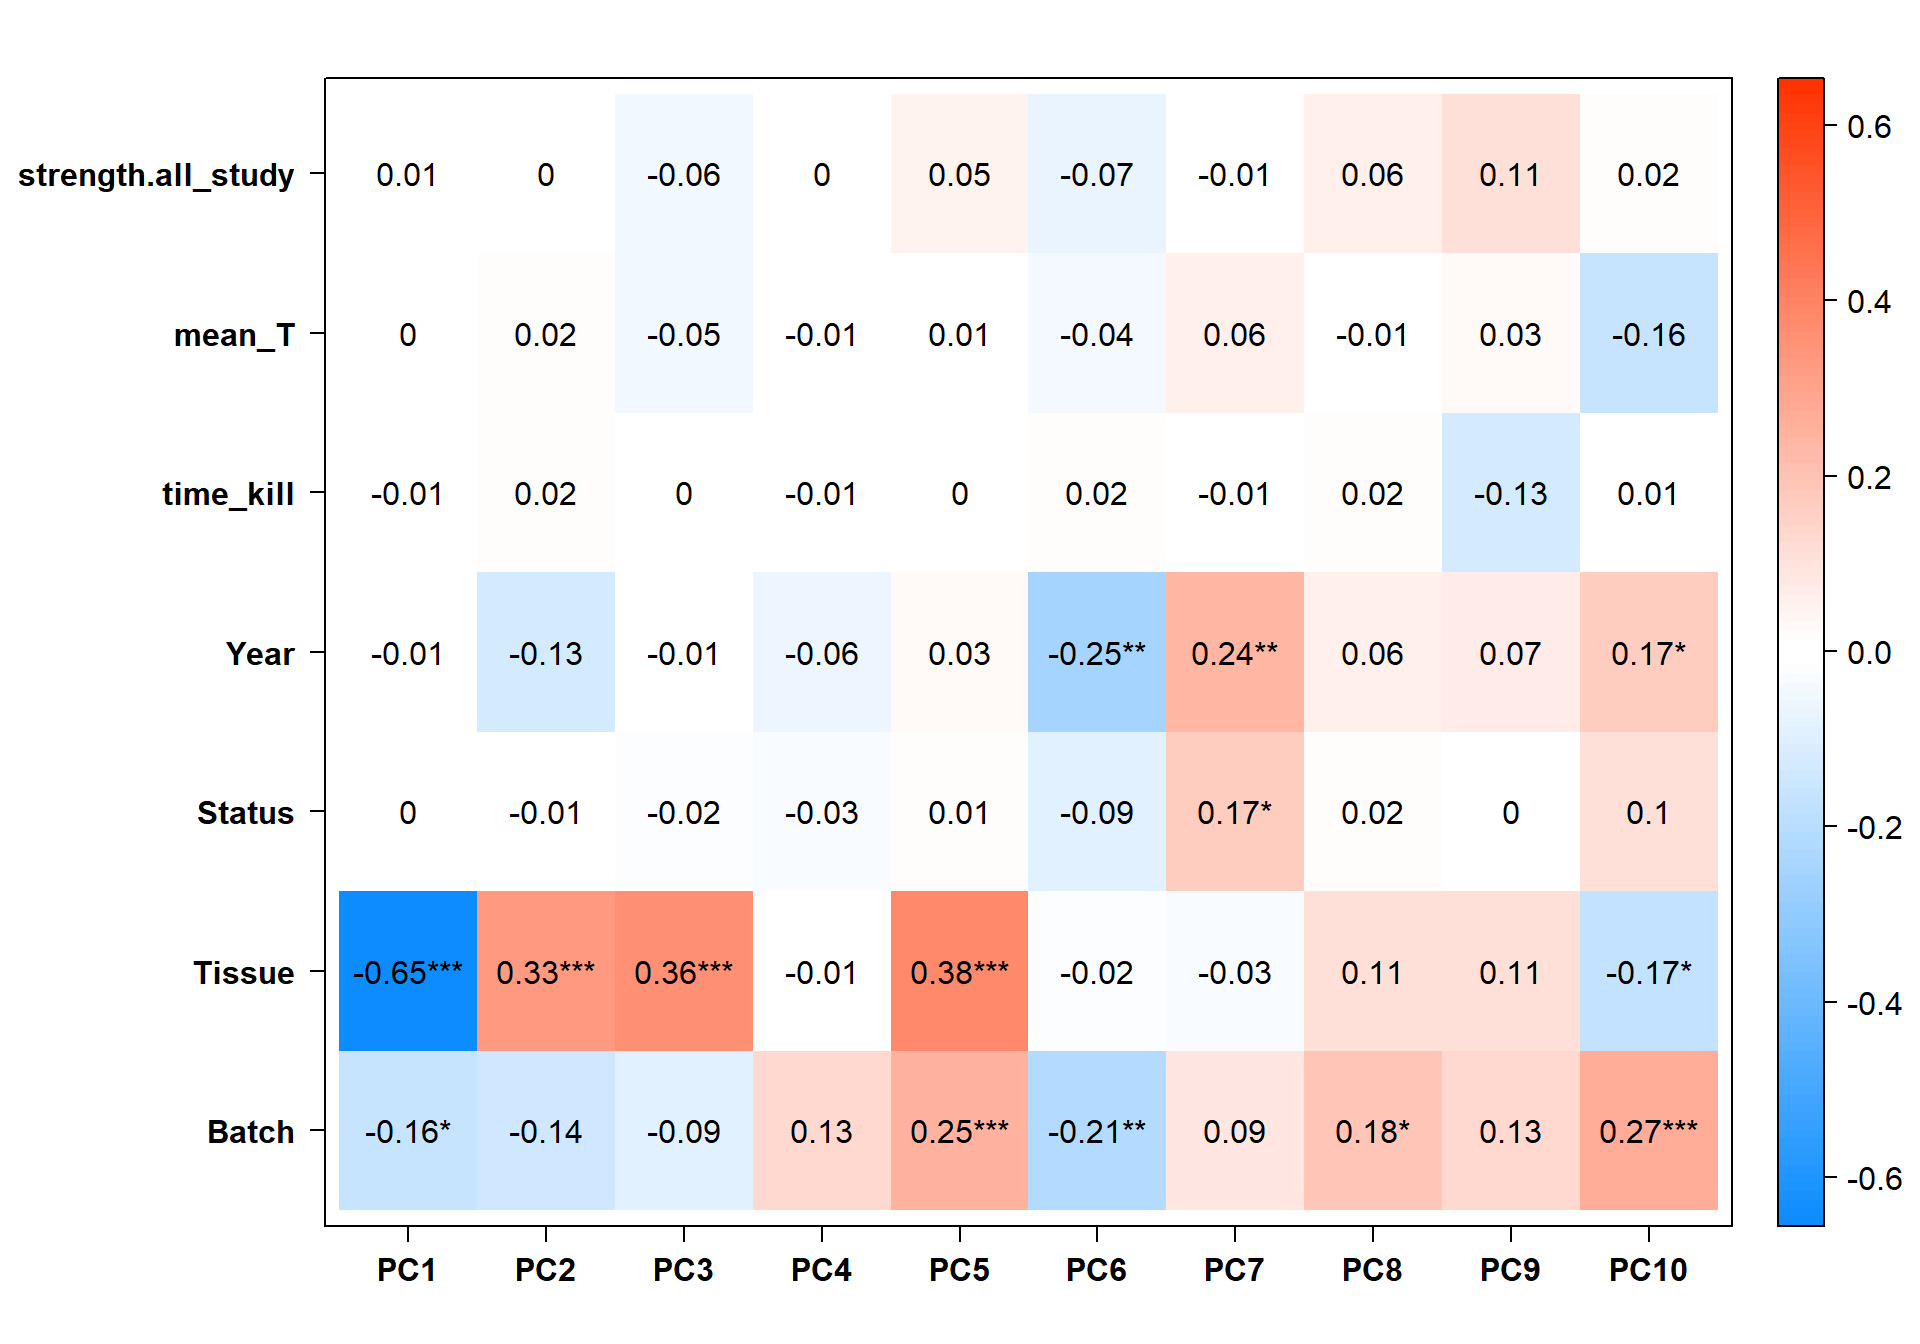 strength.all_study 0.01 0 -0.06 0 0.05 -0.07 -0.01 0.06 0.11 0.02
mean_T 0 0.02 -0.05 -0.01 0.01 -0.04 0.06 -0.01 0.03 -0.16
time_kill -0.01 0.02 0 -0.01 0 0.02 -0.01 0.02 -0.13 0.01
Year -0.01 -0.13 -0.01 -0.06 0.03 -0.25** 0.24** 0.06 0.07 0.17*
Status 0 -0.01 -0.02 -0.03 0.01 -0.09 0.17* 0.02 0 0.1
Tissue -0.65*** 0.33*** 0.36*** -0.01 0.38*** -0.02 -0.03 0.11 0.11 -0.17*
Batch -0.16* -0.14 -0.09 0.13 0.25*** -0.21** 0.09 0.18* 0.13 0.27***
PC1 PC2 PC3 PC4 PC5 PC6 PC7 PC8 PC9 PC10
0.6
0.4
0.2
0.0
-0.2
-0.4
-0.6